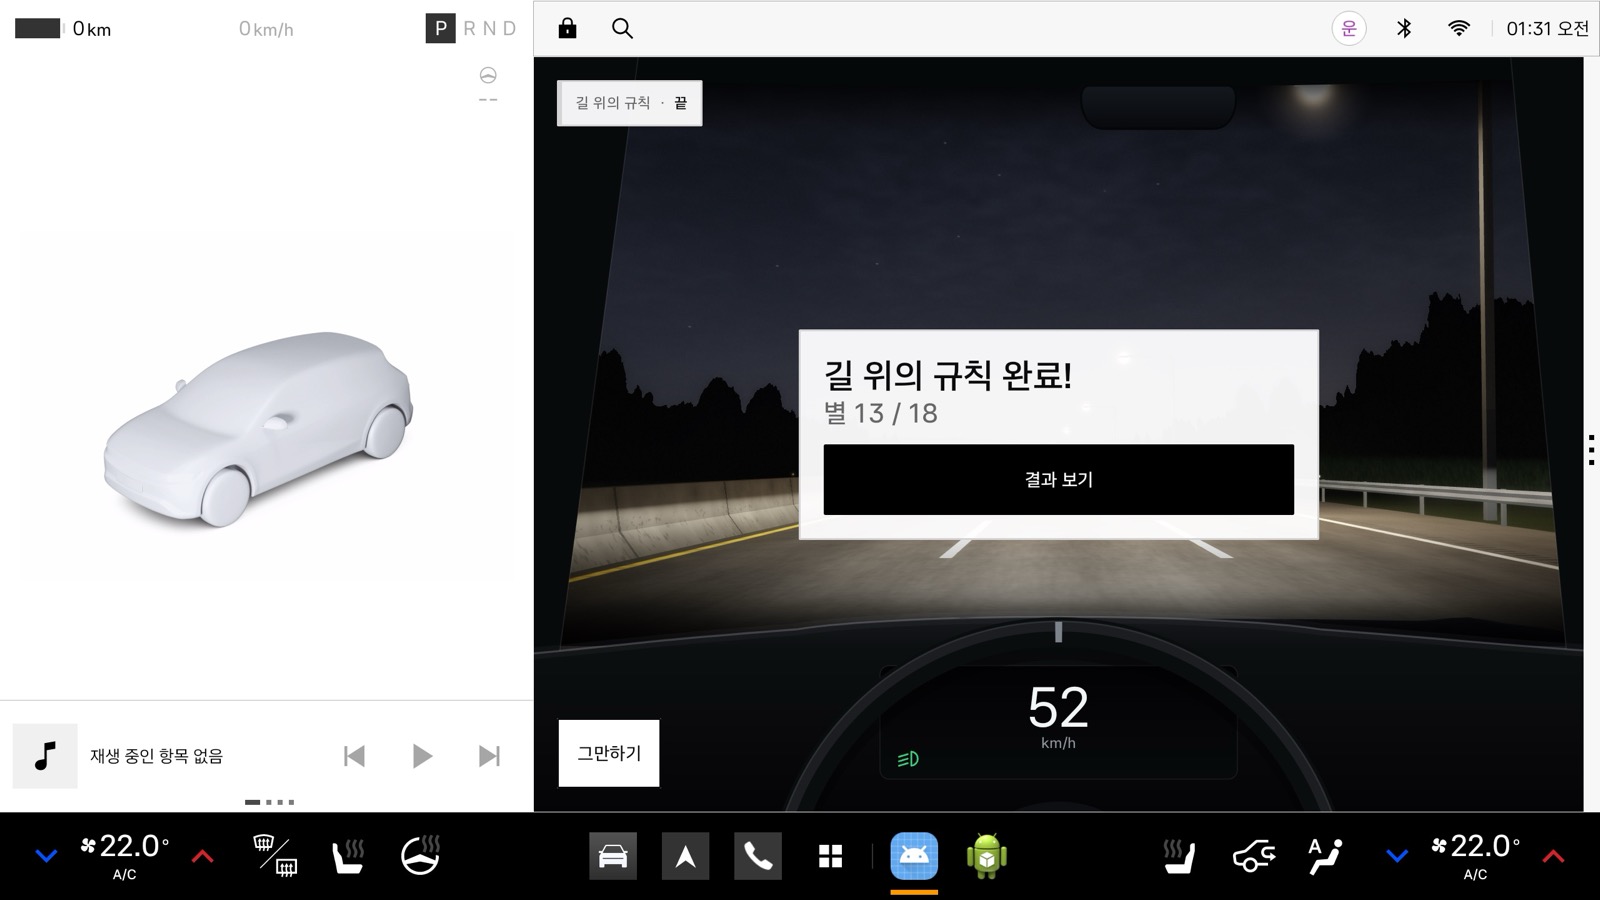 0 km
0 km/h
P R N D
--
운
01:31 오전
길 위의 규칙 · 끝
길 위의 규칙 완료!
별 13 / 18
결과 보기
52
km/h
그만하기
재생 중인 항목 없음
22.0°
A/C
A
22.0°
A/C